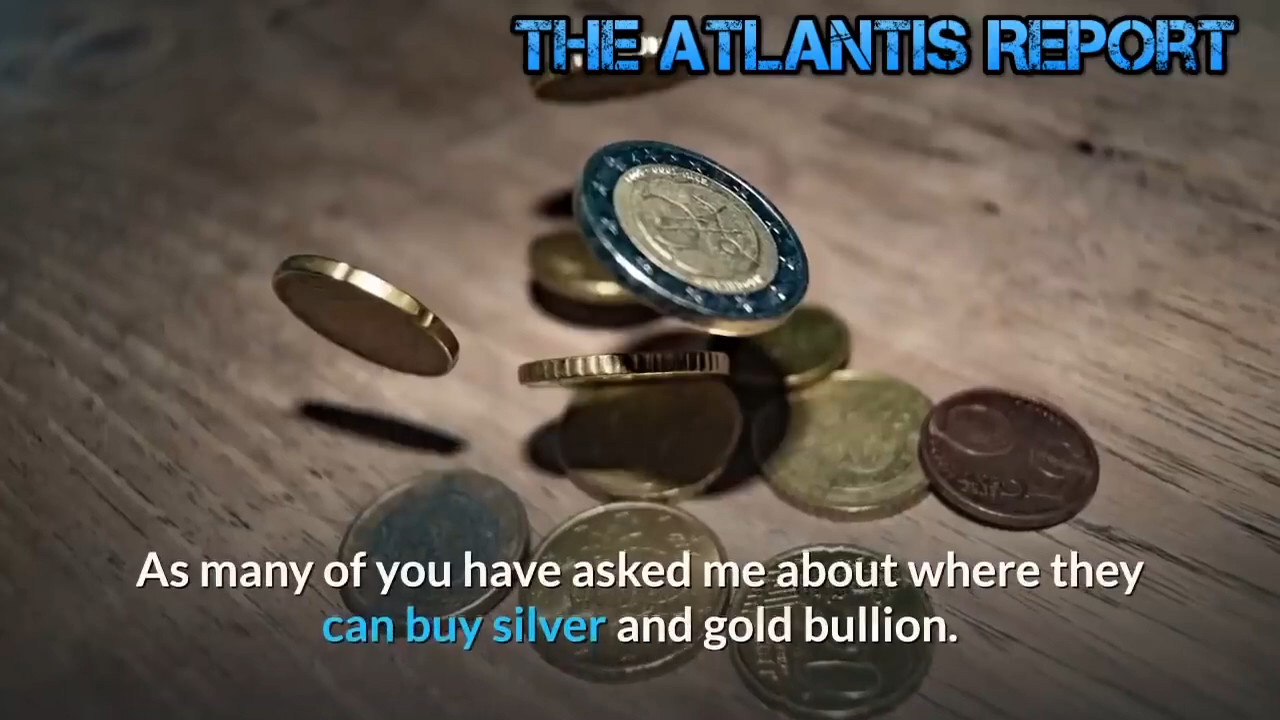 THE ATLANTIS REPORT
As many of you have asked me about where they
can buy silver and gold bullion.